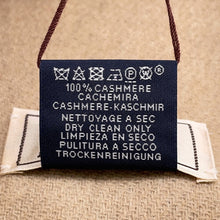 100% CASHMERE
CACHEMIRA
CASHMERE-KASCHMIR
NETTOYAGE A SEC
DRY CLEAN ONLY
LIMPIEZA EN SECO
PULITURA A SECCO
TROCKENREINIGUNG